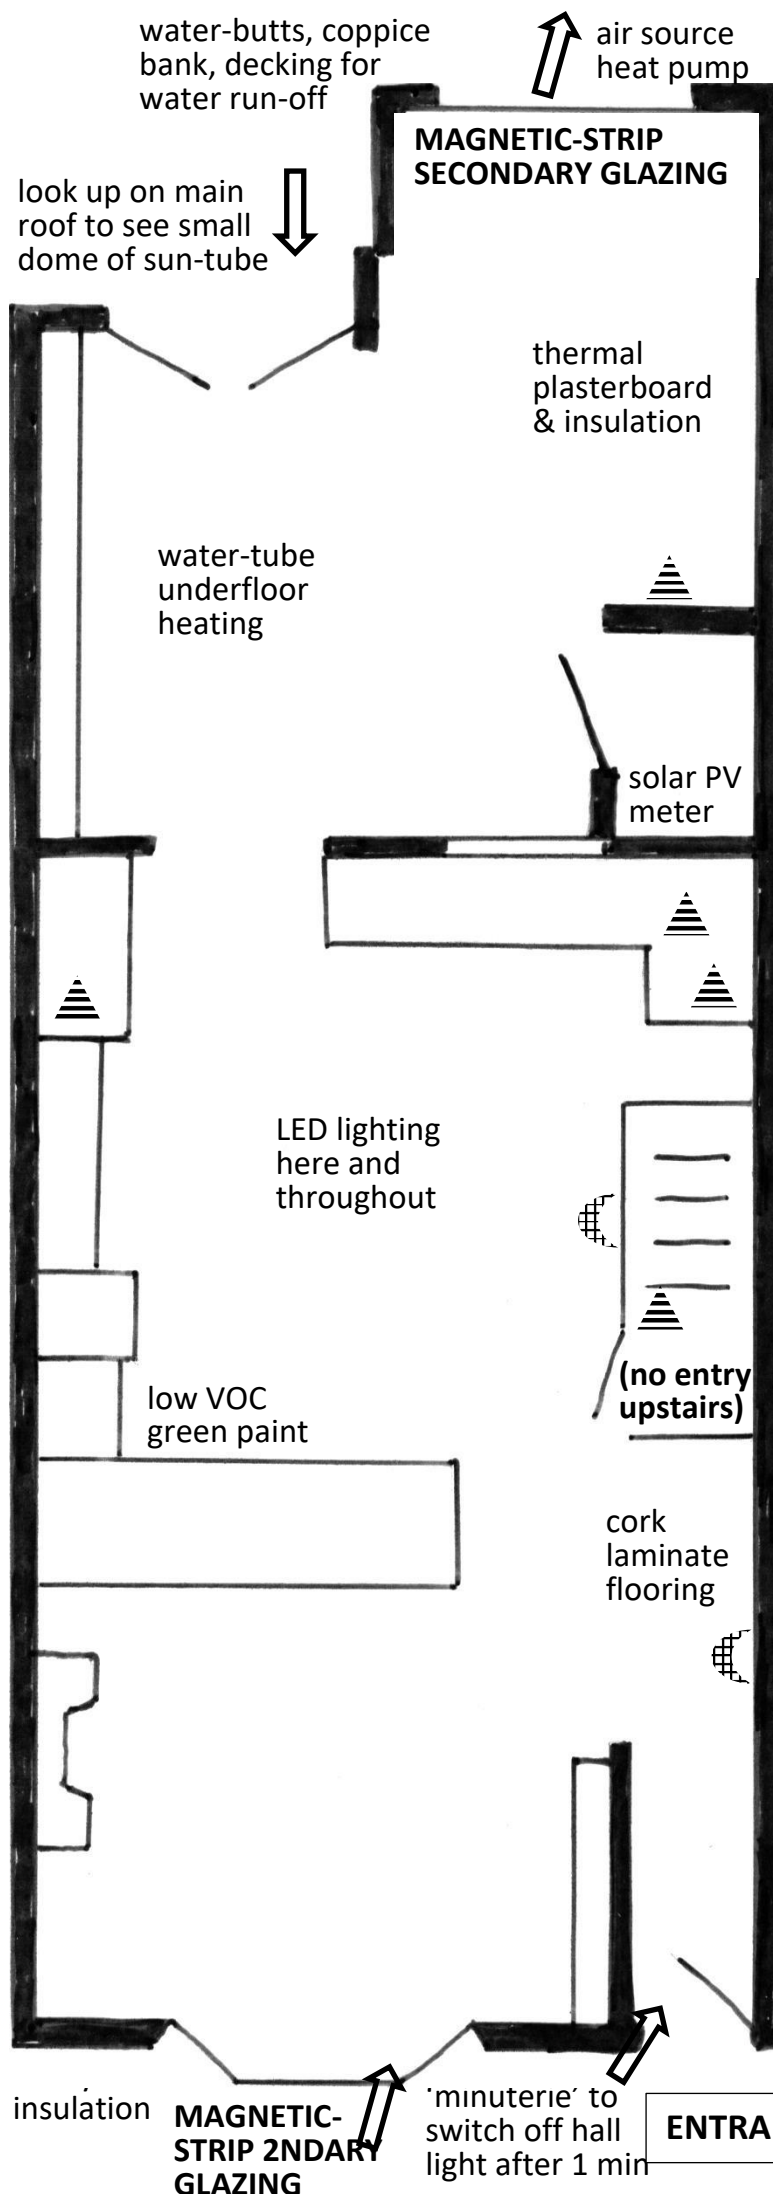 water-butts, coppice
bank, decking for
water run-off
air source
heat pump
MAGNETIC-STRIP
SECONDARY GLAZING
look up on main
roof to see small
dome of sun-tube
thermal
plasterboard
& insulation
water-tube
underfloor
heating
solar PV
meter
LED lighting
here and
throughout
(no entry
upstairs)
low VOC
green paint
cork
laminate
flooring
insulation
MAGNETIC-
STRIP 2NDARY
GLAZING
'minuterie' to
switch off hall
light after 1 min
ENTRA